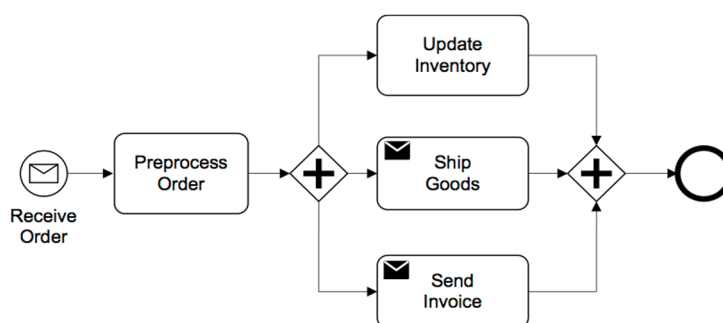 Update
Inventory
Preprocess
Order
Ship
Goods
Receive
Order
Send
Invoice